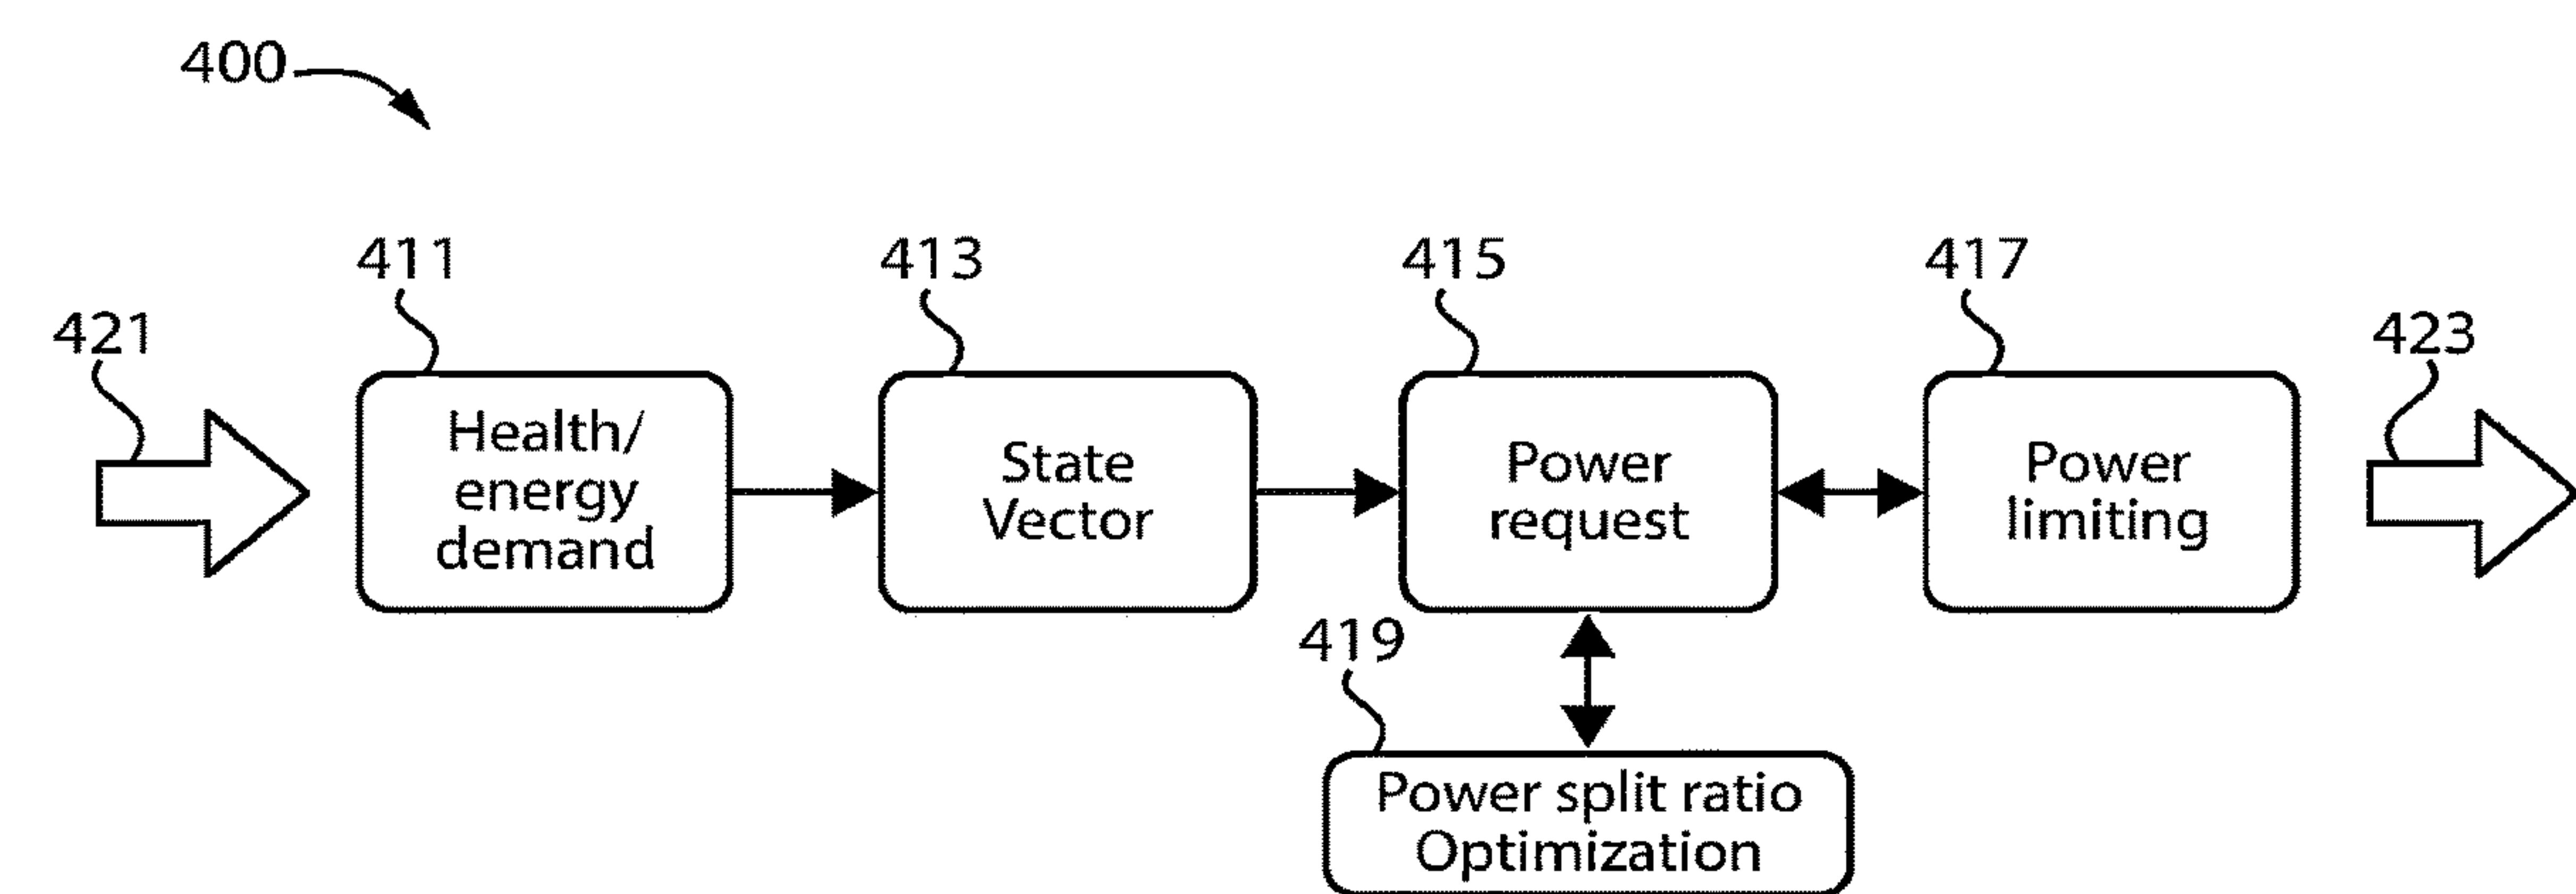 400
411
413
415
417
421
423
Health/
energy
demand
State
Vector
Power
request
Power
limiting
419
Power split ratio
Optimization